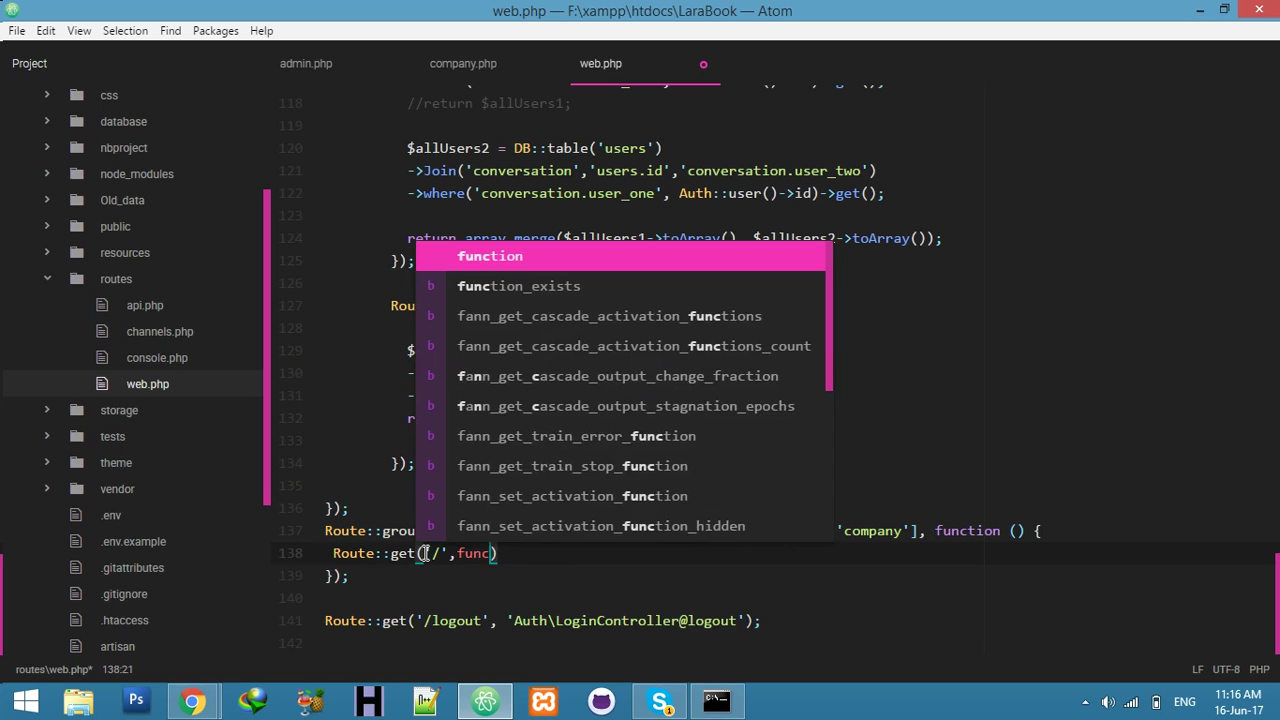 web.php — F:\xampp\htdocs\LaraBook — Atom
File Edit View Selection Find Packages Help
Project
admin.php
company.php
web.php
css
database
nbproject
node_modules
Old_data
public
resources
routes
api.php
channels.php
console.php
web.php
storage
tests
theme
vendor
.env
.env.example
.gitattributes
.gitignore
.htaccess
artisan
118 //return $allUsers1;
119
120 $allUsers2 = DB::table('users')
121 ->Join('conversation','users.id','conversation.user_two')
122 ->where('conversation.user_one', Auth::user()->id)->get();
123
124 return array_merge($allUsers1->toArray(), $allUsers2->toArray());
125 });
126
127 Rou
128
129 $
130 -
131 -
132 r
133
134 });
135
136 });
137 Route::grou 'company'], function () {
138 Route::get('/',func)
139 });
140
141 Route::get('/logout', 'Auth\LoginController@logout');
142
function
b function_exists
b fann_get_cascade_activation_functions
b fann_get_cascade_activation_functions_count
b fann_get_cascade_output_change_fraction
b fann_get_cascade_output_stagnation_epochs
b fann_get_train_error_function
b fann_get_train_stop_function
b fann_set_activation_function
b fann_set_activation_function_hidden
routes\web.php* 138:21
LF UTF-8 PHP
Ps
H
S
1
C:\
ENG
11:16 AM
16-Jun-17